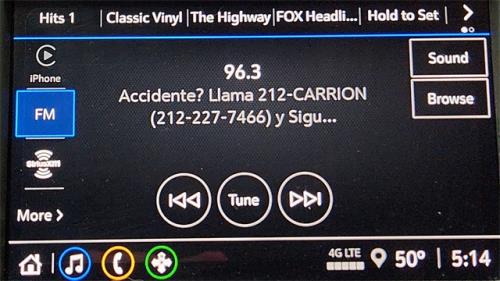 Hits 1 Classic Vinyl The Highway FOX Headli... Hold to Set
iPhone
96.3
Sound
Accidente? Llama 212-CARRION
Browse
FM
(212-227-7466) y Sigu...
SiriusXM
Tune
More
4G LTE 50° 5:14